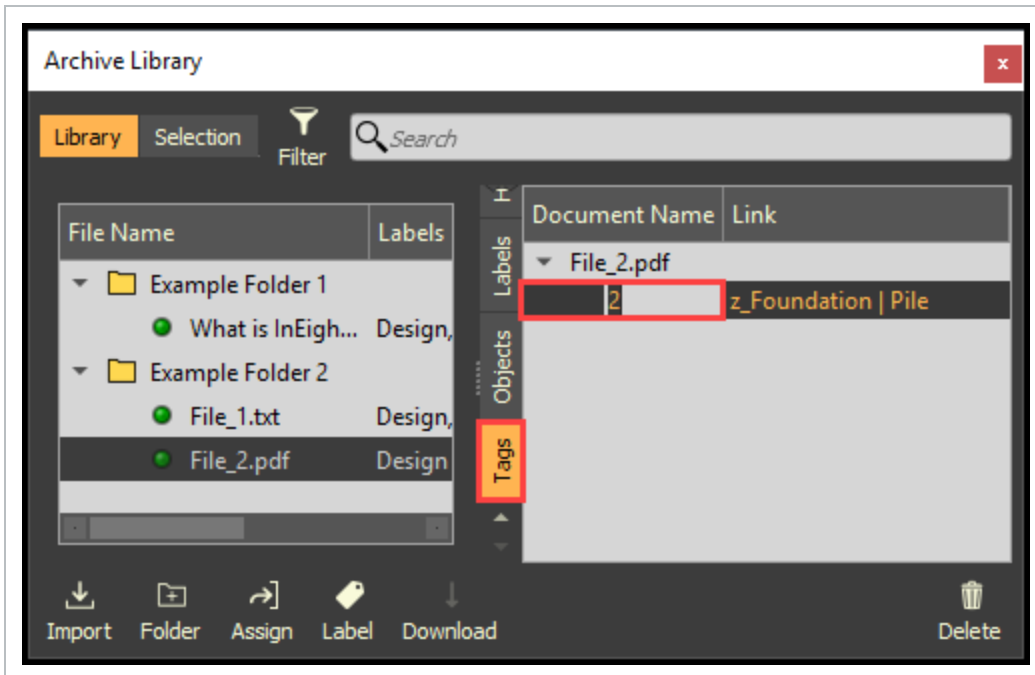 Archive Library
x
Library Selection Filter Search
File Name Labels
Example Folder 1
What is InEigh... Design,
Example Folder 2
File_1.txt Design,
File_2.pdf Design
Labels
Objects
Tags
Document Name Link
File_2.pdf
2 z_Foundation | Pile
Import Folder Assign Label Download Delete